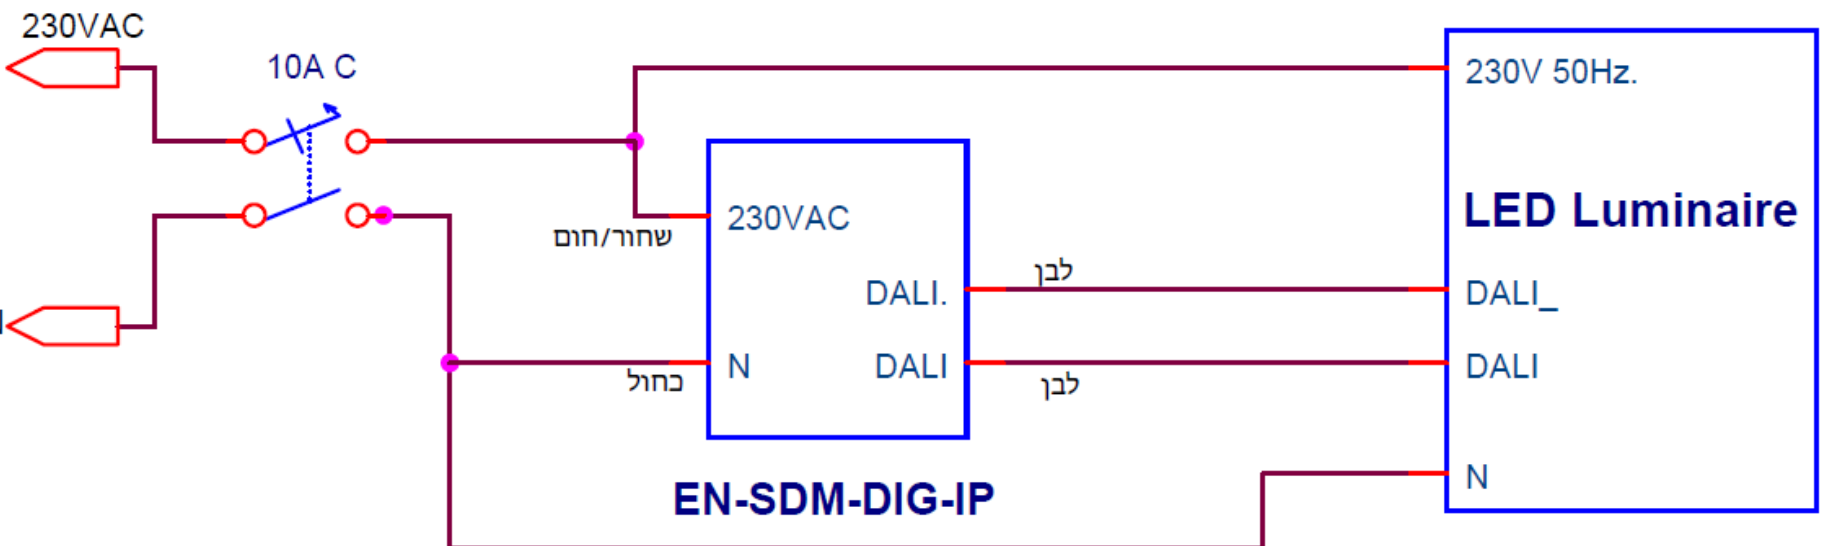 230VAC
10A C
230V 50Hz.
LED Luminaire
230VAC
שחור/חום
DALI.
לבן
DALI_
N
כחול
DALI
לבן
DALI
EN-SDM-DIG-IP
N